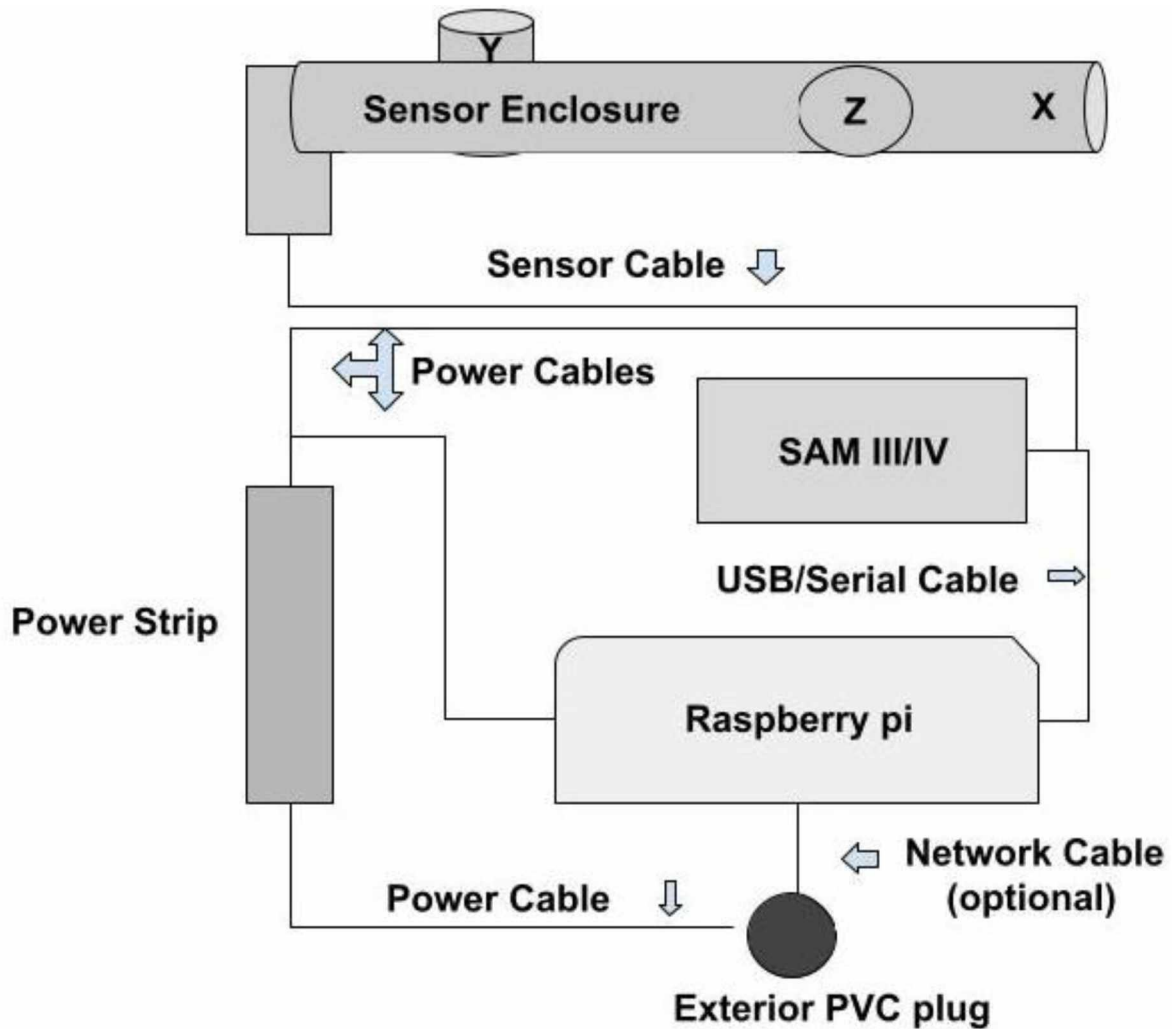 Y
Sensor Enclosure
Z
X
Sensor Cable
Power Cables
SAM III/IV
USB/Serial Cable
Power Strip
Raspberry pi
Network Cable
(optional)
Power Cable
Exterior PVC plug